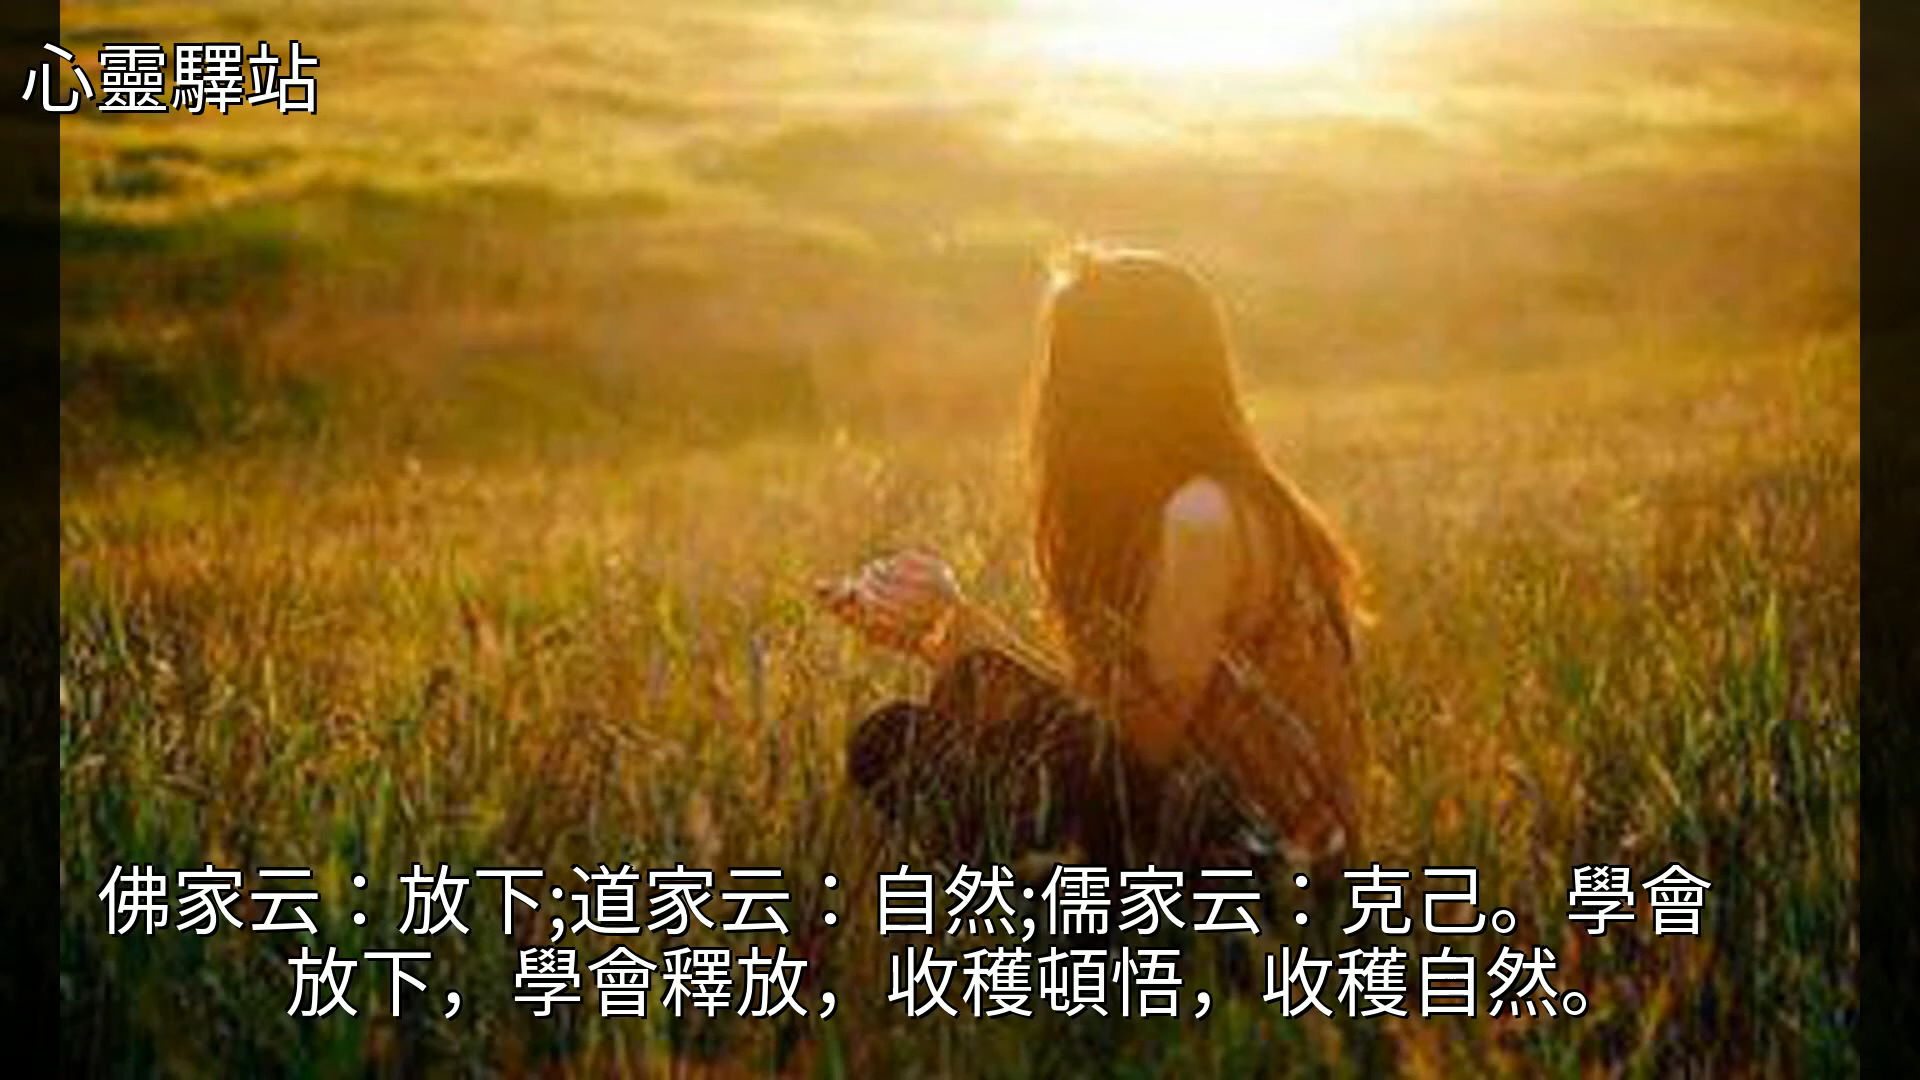 心靈驛站
佛家云：放下;道家云：自然;儒家云：克己。學會
放下，學會釋放，收穫頓悟，收穫自然。